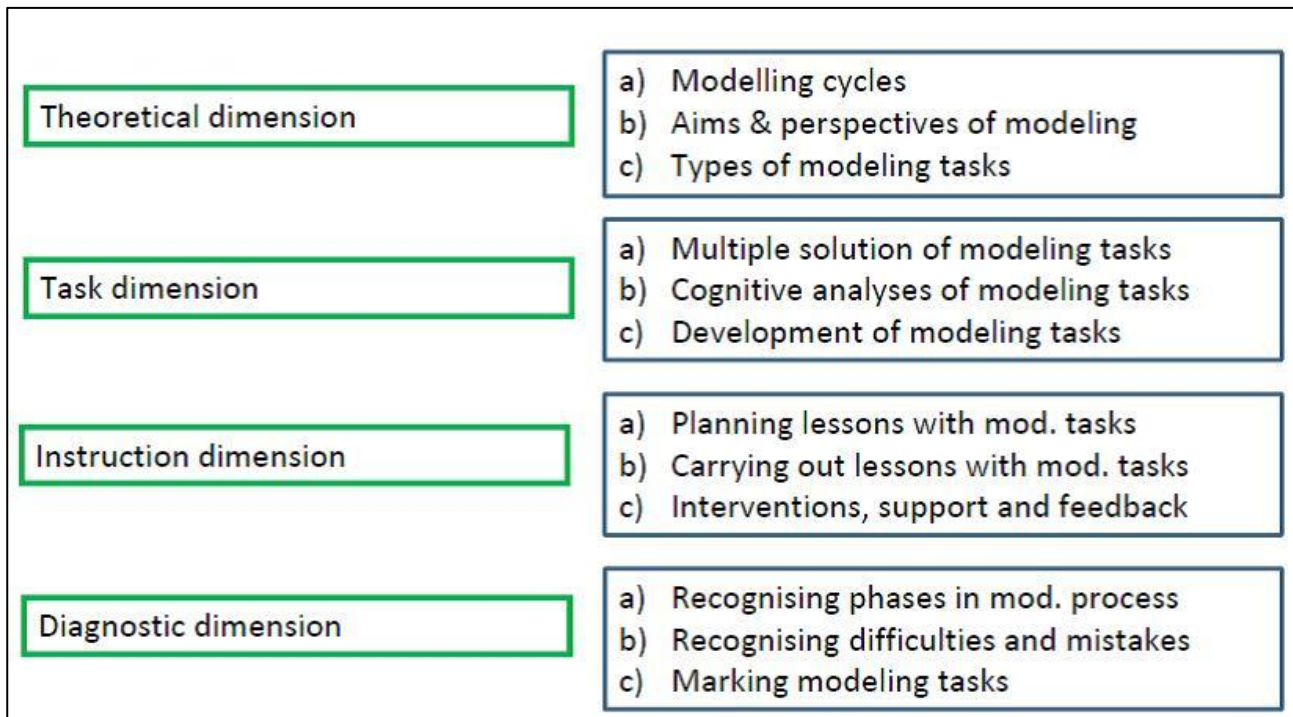 Theoretical dimension
a) Modelling cycles
b) Aims & perspectives of modeling
c) Types of modeling tasks
Task dimension
a) Multiple solution of modeling tasks
b) Cognitive analyses of modeling tasks
c) Development of modeling tasks
Instruction dimension
a) Planning lessons with mod. tasks
b) Carrying out lessons with mod. tasks
c) Interventions, support and feedback
Diagnostic dimension
a) Recognising phases in mod. process
b) Recognising difficulties and mistakes
c) Marking modeling tasks